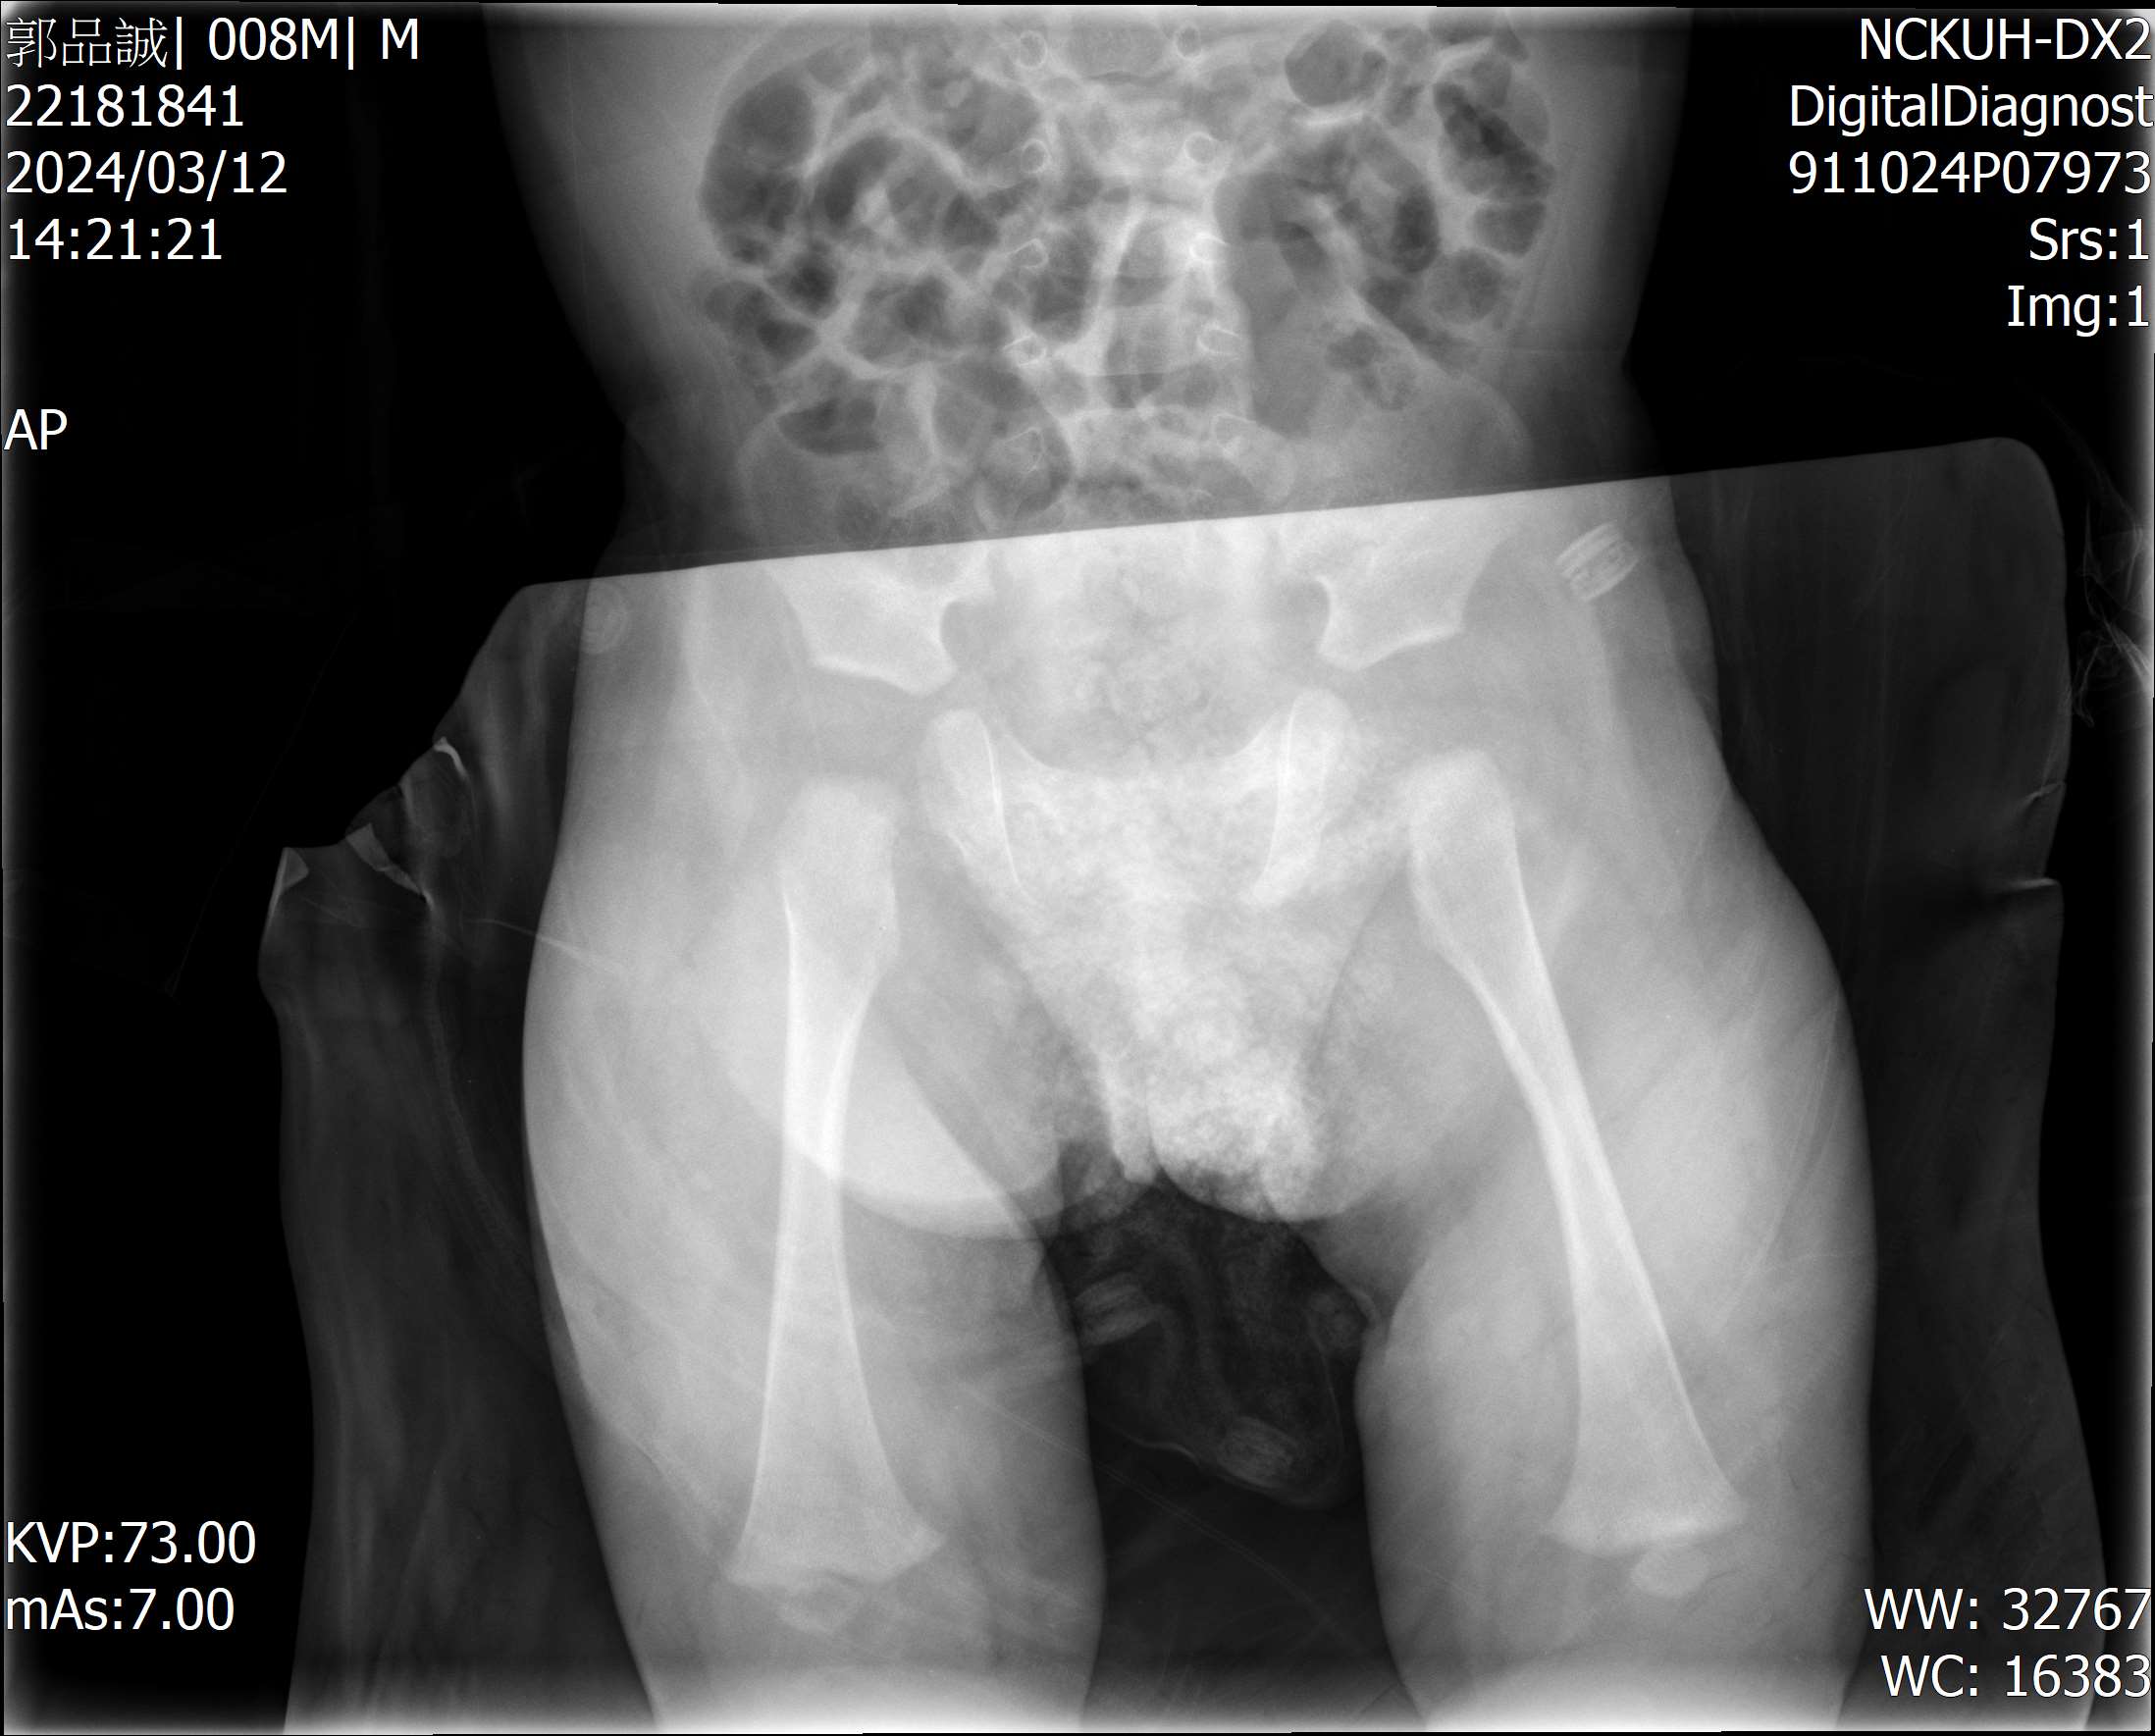 郭品誠| 008M| M
22181841
2024/03/12
14:21:21
AP
NCKUH-DX2
DigitalDiagnost
911024P07973
Srs:1
Img:1
KVP:73.00
mAs:7.00
WW: 32767
WC: 16383